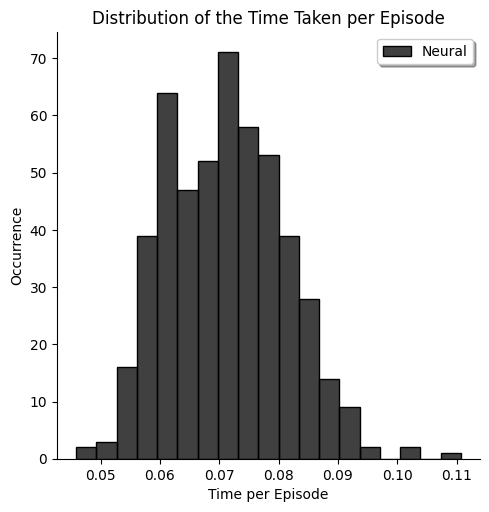 Distribution of the Time Taken per Episode
Neural
Occurrence
70
60
50
40
30
20
10
0
0.05 0.06 0.07 0.08 0.09 0.10 0.11
Time per Episode